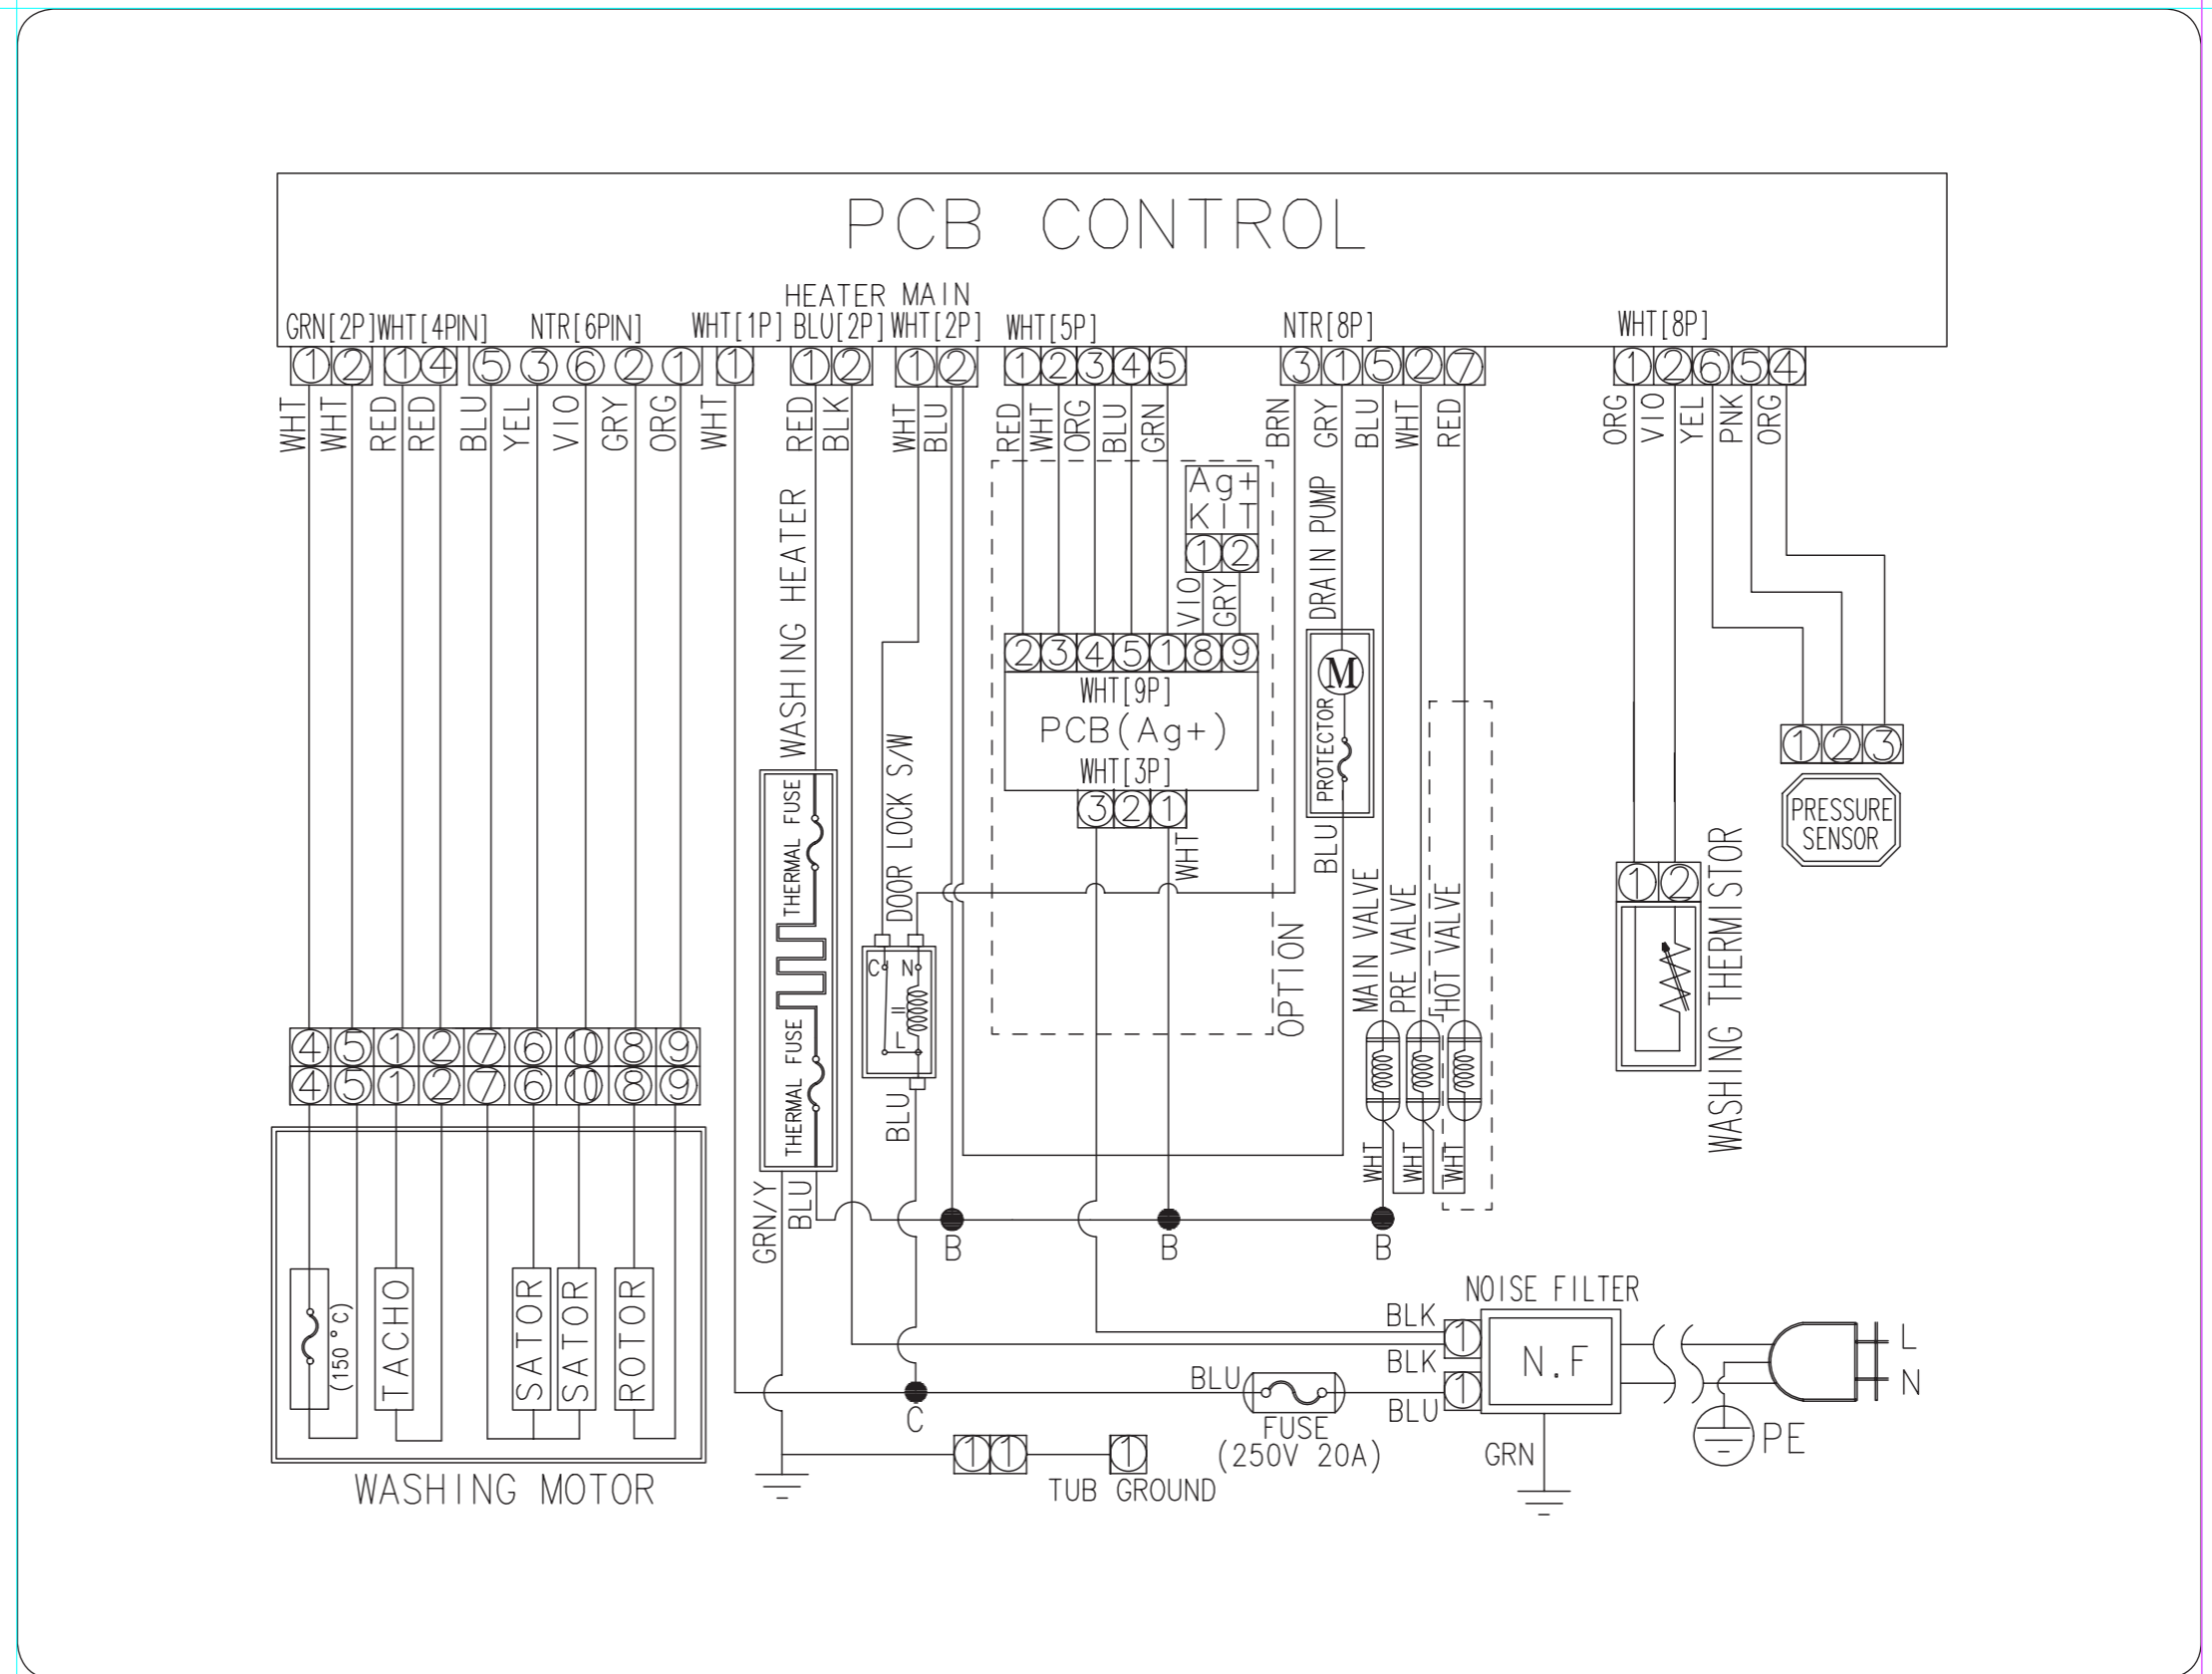 PCB CONTROL
HEATER MAIN
GRN[2P] WHT[4PIN] NTR[6PIN] WHT[1P] BLU[2P] WHT[2P] WHT[5P] NTR[8P] WHT[8P]
1 2 1 4 5 3 6 2 1 1 1 2 1 2 1 2 3 4 5 3 1 5 2 7 1 2 6 5 4
WHT WHT RED RED BLU YEL VIO GRY ORG WHT RED BLK WHT BLU RED WHT ORG BLU GRN BRN GRY BLU WHT RED ORG VIO YEL PNK ORG
Ag+
KIT
1 2
VIO GRY
WASHING HEATER
DRAIN PUMP
2 3 4 5 1 8 9
WHT[9P]
PCB(Ag+)
WHT[3P]
3 2 1
WHT
M
PROTECTOR
BLU
1 2 3
PRESSURE
SENSOR
THERMAL FUSE
THERMAL FUSE
DOOR LOCK S/W
C N
L
BLU
OPTION
MAIN VALVE
PRE VALVE
HOT VALVE
WHT WHT WHT
1 2
WASHING THERMISTOR
4 5 1 2 7 6 10 8 9
4 5 1 2 7 6 10 8 9
GRN/Y BLU
B B B
(150°C)
TACHO
SATOR
SATOR
ROTOR
WASHING MOTOR
NOISE FILTER
BLK
1
BLK
N.F
L
N
BLU
1
BLU
C
FUSE
(250V 20A)
GRN
PE
1 1 1
TUB GROUND